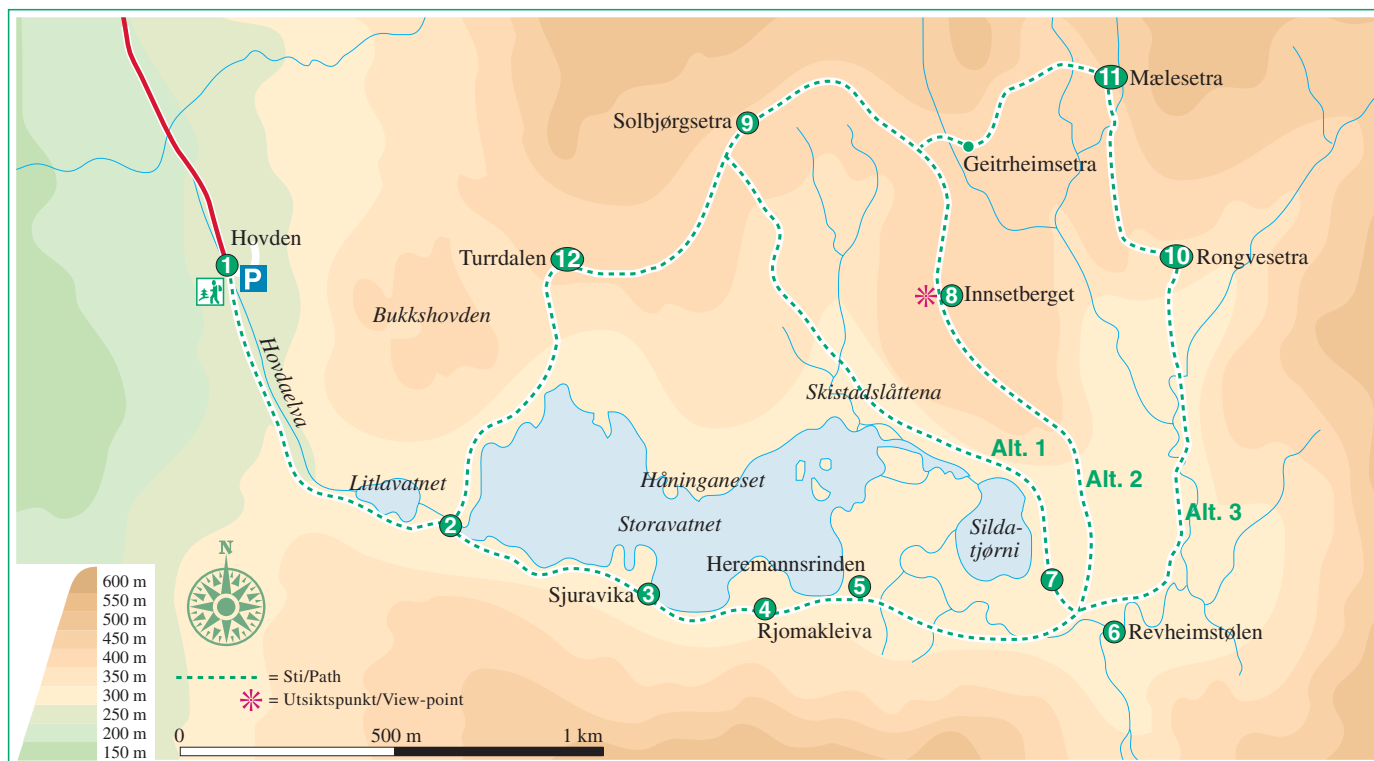 11
Mælesetra
Solbjørgsetra
9
Geitrheimsetra
Hovden
1
P
Turrdalen
12
10
Rongvesetra
8
Innsetberget
Bukkshovden
Hovdaelva
Skistadslåttena
Alt. 1
Alt. 2
Alt. 3
Litlavatnet
Håninganeset
Storavatnet
2
Silda-
tjørni
N
Heremannsrinden
Sjuravika
3
4
5
7
Rjomakleiva
6
Revheimstølen
600 m
550 m
500 m
450 m
400 m
350 m
300 m
250 m
200 m
150 m
= Sti/Path
= Utsiktspunkt/View-point
0
500 m
1 km